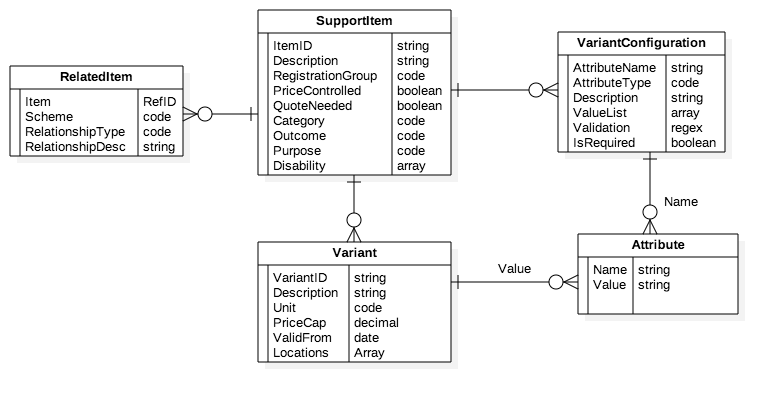 SupportItem
ItemID string
Description string
RegistrationGroup code
PriceControlled boolean
QuoteNeeded boolean
Category code
Outcome code
Purpose code
Disability array
VariantConfiguration
AttributeName string
AttributeType code
Description string
ValueList array
Validation regex
IsRequired boolean
RelatedItem
Item RefID
Scheme code
RelationshipType code
RelationshipDesc string
Name
Variant
VariantID string
Description string
Unit code
PriceCap decimal
ValidFrom date
Locations Array
Value
Attribute
Name string
Value string